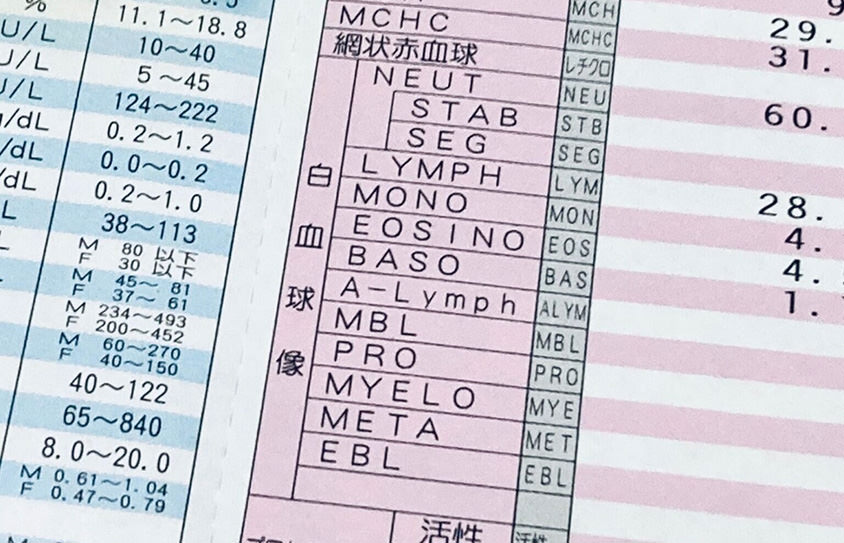 %
11.1～18.8
U/L
10～40
U/L
5～45
U/L
124～222
/dL
0.2～1.2
/dL
0.0～0.2
/dL
0.2～1.0
L
38～113
M 80 以下
F 30 以下
M 45～ 81
F 37～ 61
M 234～493
F 200～452
M 60～270
F 40～150
40～122
65～840
8.0～20.0
M 0.61～1.04
F 0.47～0.79
MCH
MCHC MCHC 29.
網状赤血球 レチクロ 31.
白血球像
NEUT NEU
STAB STB 60.
SEG SEG
LYMPH LYM
MONO MON 28.
EOSINO EOS 4.
BASO BAS 4.
A-Lymph ALYM 1.
MBL MBL
PRO PRO
MYELO MYE
META MET
EBL EBL
活性 活性